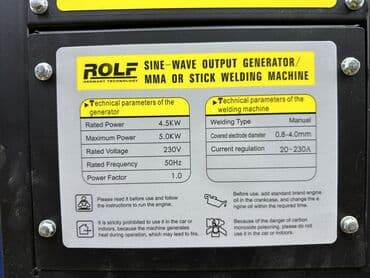 ROLF
GERMANY TECHNOLOGY
SINE-WAVE OUTPUT GENERATOR/
MMA OR STICK WELDING MACHINE
Technical parameters of the
generator
Rated Power 4.5KW
Maximum Power 5.0KW
Rated Voltage 230V
Rated Frequency 50Hz
Power Factor 1.0
Technical parameters of the
welding machine
Welding Type Manual
Covered electrode diameter 0.8-4.0mm
Current regulation 20-230A
Please read it before use and follow
the instructions to run the engine.
Before use, add standard brand engine
oil in the crankcase, and change the e
oil within the required time.
It is strictly prohibited to use it in the car or
indoors, because the machine generates
heat during operation, which may lead to fire.
Because of the danger of carbon
monoxide poisoning, please do not
use it in the car or indoors.